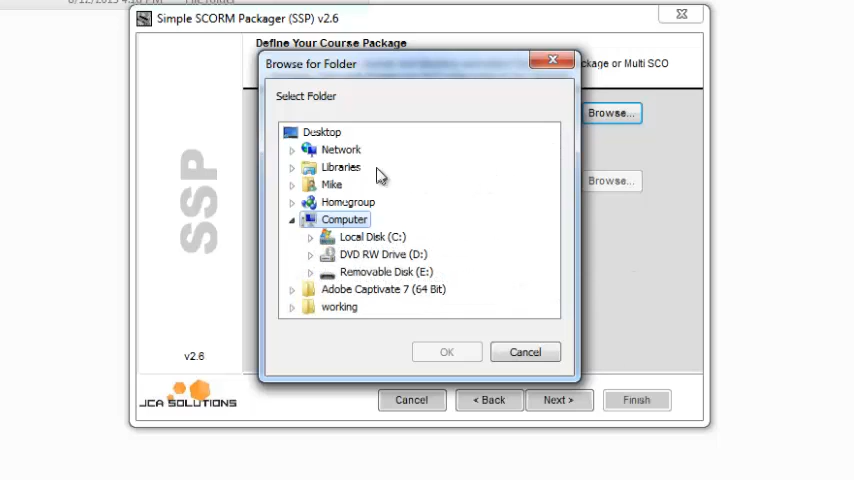 Simple SCORM Packager (SSP) v2.6
Define Your Course Package
ckage or Multi SCO
Browse for Folder
Select Folder
Desktop
Network
Libraries
Mike
Homegroup
Computer
Local Disk (C:)
DVD RW Drive (D:)
Removable Disk (E:)
Adobe Captivate 7 (64 Bit)
working
OK
Cancel
Browse...
Browse...
SSP
v2.6
JCA SOLUTIONS
Cancel
< Back
Next >
Finish